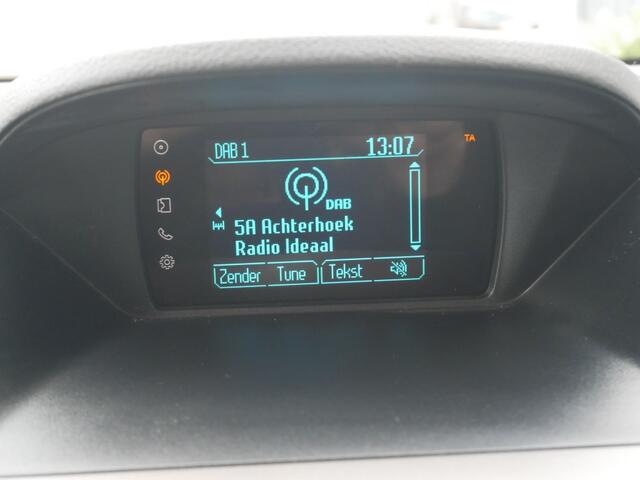 DAB 1 13:07 TA
DAB
5A Achterhoek
Radio Ideaal
Zender Tune Tekst